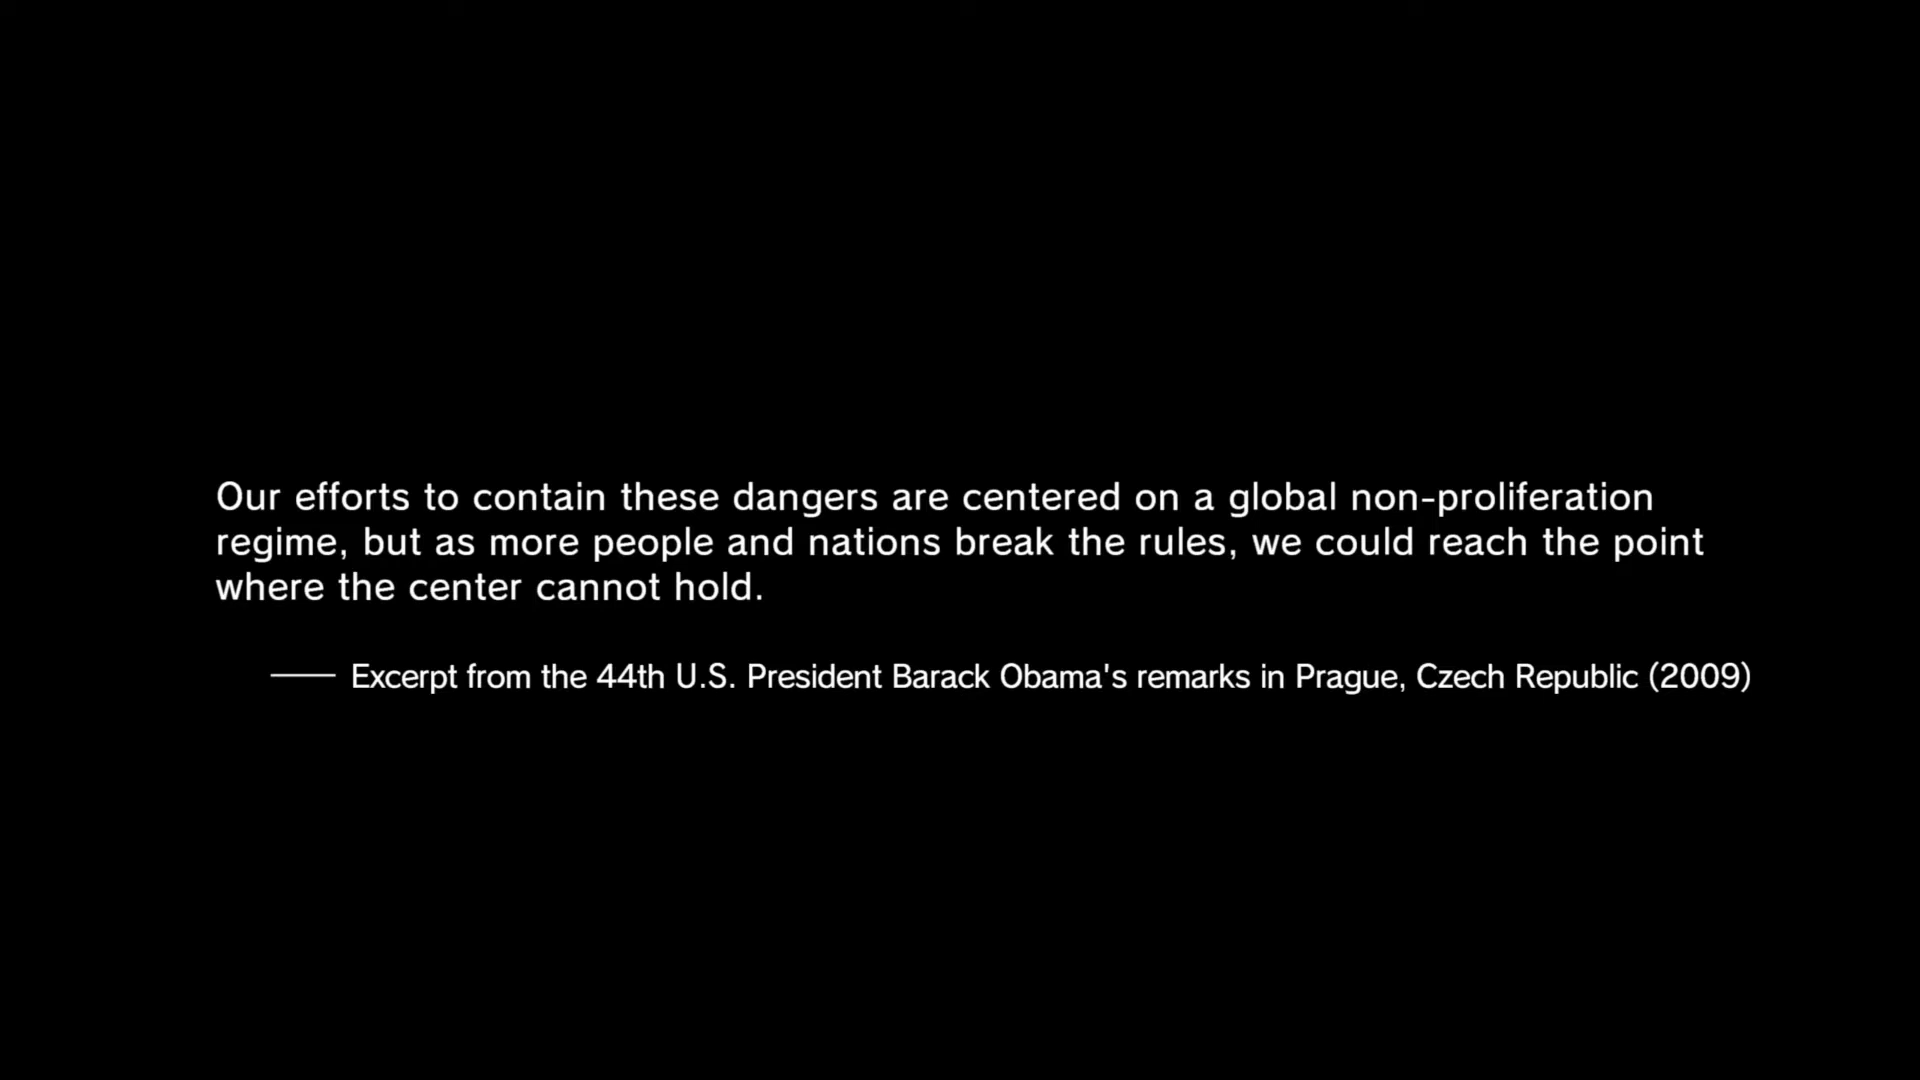 Our efforts to contain these dangers are centered on a global non-proliferation
regime, but as more people and nations break the rules, we could reach the point
where the center cannot hold.
—— Excerpt from the 44th U.S. President Barack Obama's remarks in Prague, Czech Republic (2009)